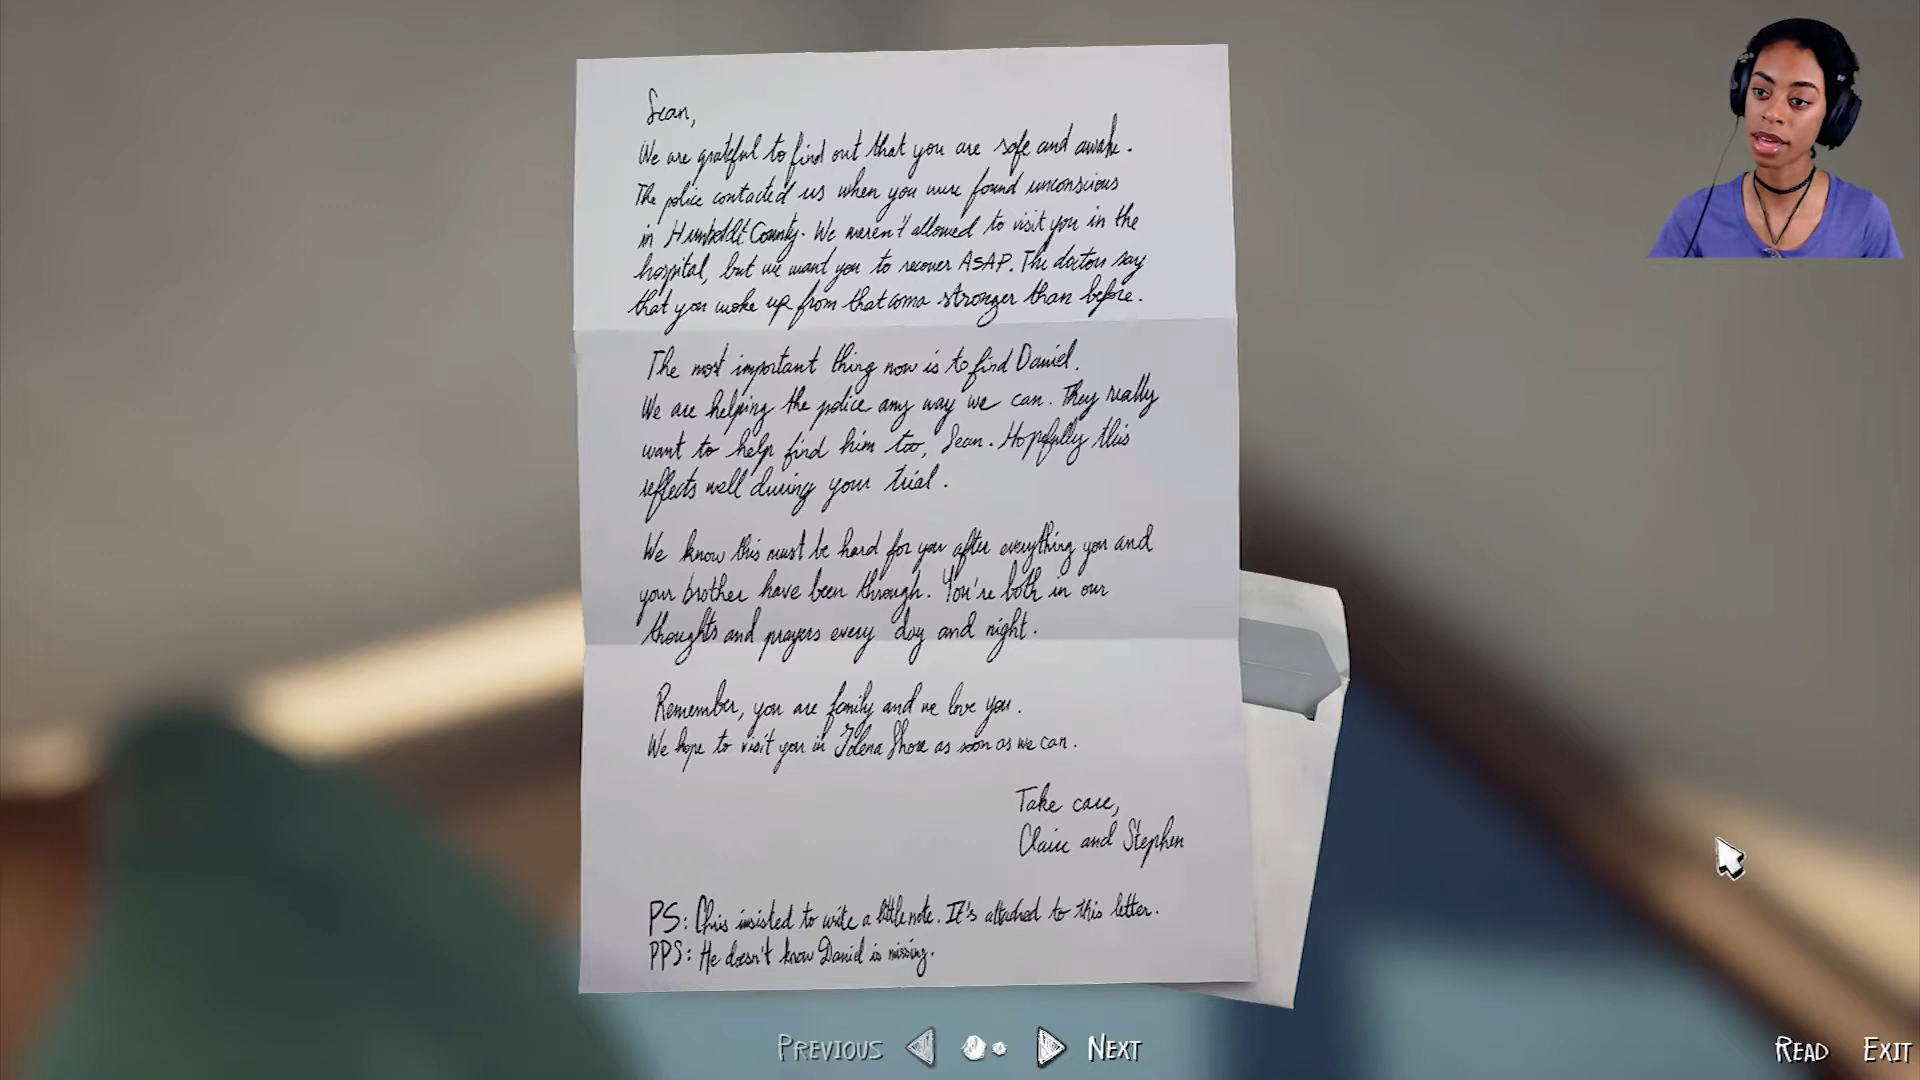 Sean,
We are grateful to find out that you are safe and awake.
The police contacted us when you were found unconscious
in Humboldt County. We weren't allowed to visit you in the
hospital, but we want you to recover ASAP. The doctors say
that you woke up from that coma stronger than before.
The most important thing now is to find Daniel.
We are helping the police any way we can. They really
want to help find him too, Sean. Hopefully this
reflects well during your trial.
We know this must be hard for you after everything you and
your brother have been through. You're both in our
thoughts and prayers every day and night.
Remember, you are family and we love you.
We hope to visit you in Shore as soon as we can.
Take care,
Claire and Stephen
PS: Chris insisted to write a little note. It's attached to this letter.
PPS: He doesn't know Daniel is missing.
PREVIOUS NEXT
READ EXIT